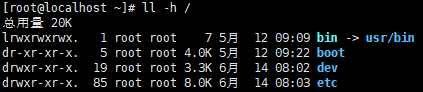 [root@localhost ~]# ll -h /
总用量 20K
lrwxrwxrwx.   1 root root    7 5月  12 09:09 bin -> usr/bin
dr-xr-xr-x.   5 root root 4.0K 5月  12 09:22 boot
drwxr-xr-x.  19 root root 3.3K 6月  14 08:02 dev
drwxr-xr-x.  85 root root 8.0K 6月  14 08:03 etc